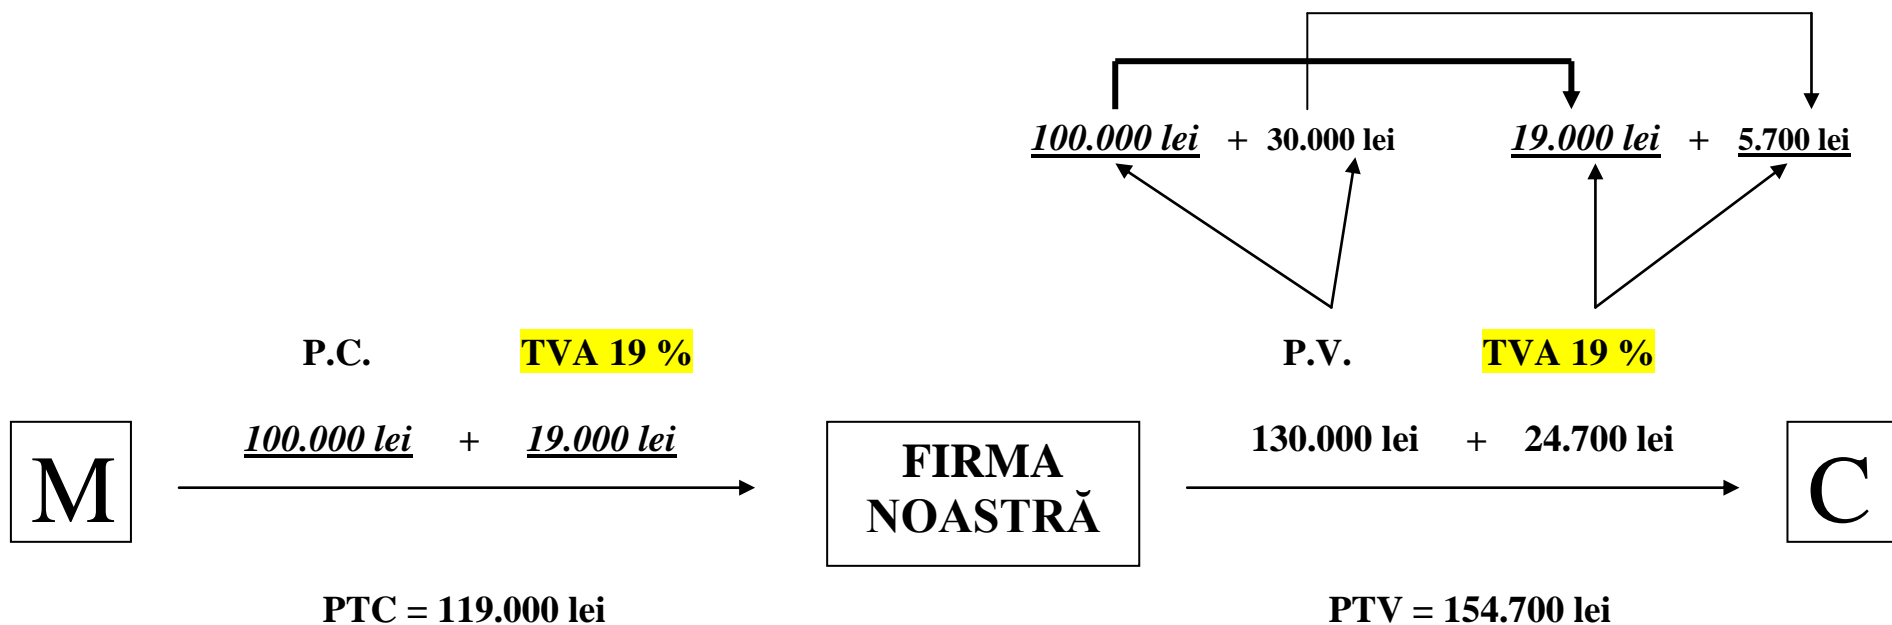 100.000 lei + 30.000 lei 19.000 lei + 5.700 lei
P.C. TVA 19 % P.V. TVA 19 %
100.000 lei + 19.000 lei 130.000 lei + 24.700 lei
M
FIRMA
NOASTRĂ
C
PTC = 119.000 lei PTV = 154.700 lei